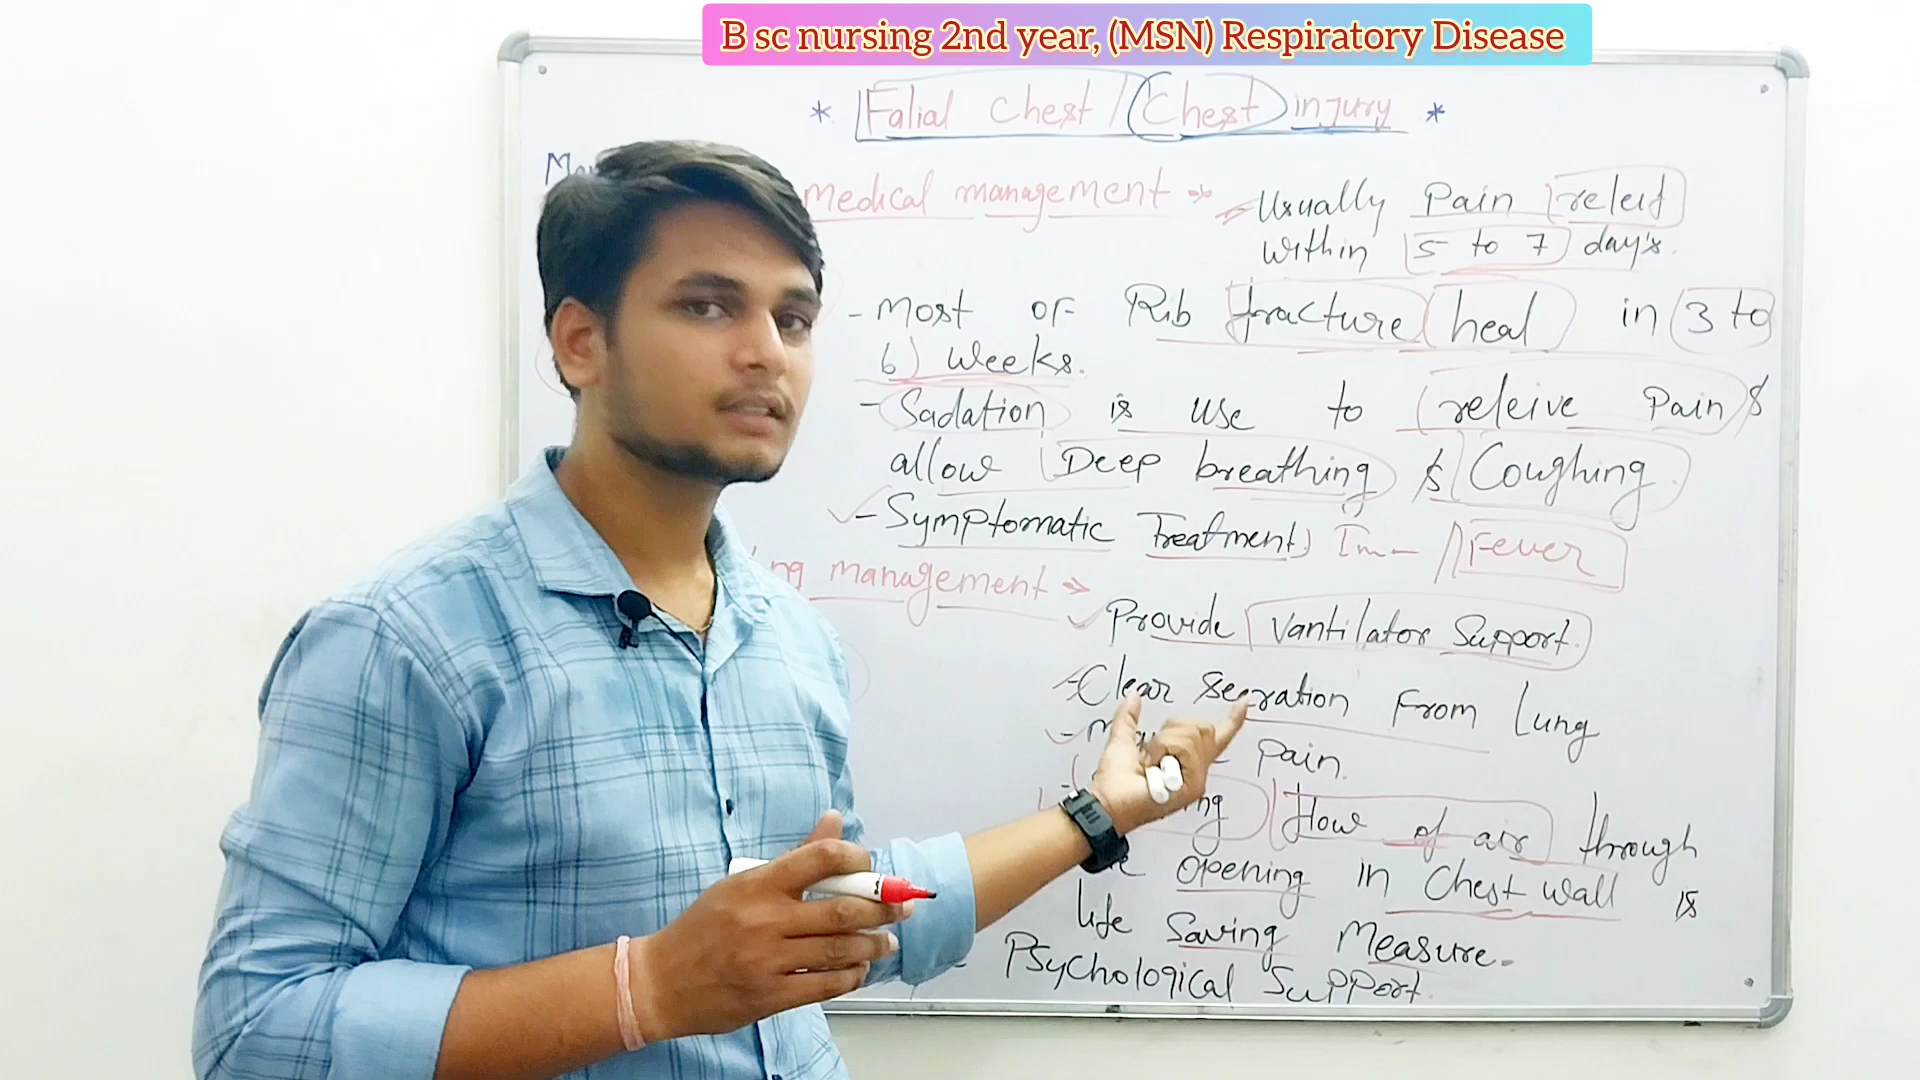 B sc nursing 2nd year, (MSN) Respiratory Disease
* Falial chest / chest injury *
medical management → Usually pain releif
within 5 to 7 day's.
- most of Rib fracture heal in 3 to
6 weeks.
- Sadation is use to releive pain &
allow Deep breathing & Coughing.
- Symptomatic Treatment) Im- / Fever
management →
Provide Vantilator Support.
- Clear Secration From Lung
pain.
flow of air through
opening in chest wall is
life Saving Measure.
- Psychological Support.